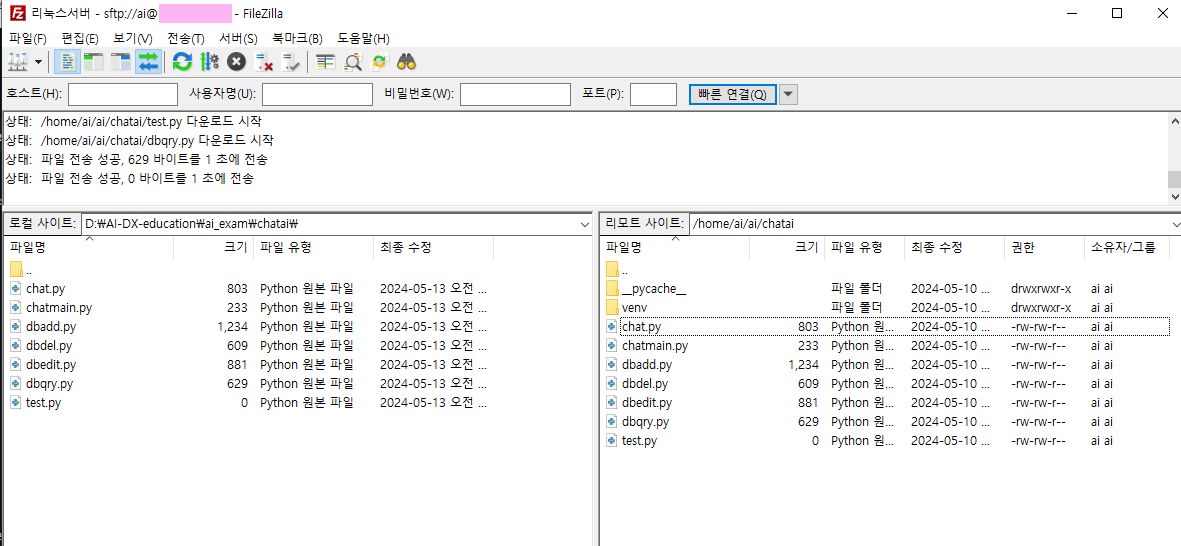 리눅스서버 - sftp://ai@ - FileZilla
파일(F) 편집(E) 보기(V) 전송(T) 서버(S) 북마크(B) 도움말(H)
호스트(H): 사용자명(U): 비밀번호(W): 포트(P): 빠른 연결(Q)
상태: /home/ai/ai/chatai/test.py 다운로드 시작
상태: /home/ai/ai/chatai/dbqry.py 다운로드 시작
상태: 파일 전송 성공, 629 바이트를 1 초에 전송
상태: 파일 전송 성공, 0 바이트를 1 초에 전송
로컬 사이트: D:₩AI-DX-education₩ai_exam₩chatai₩
파일명 크기 파일 유형 최종 수정
..
chat.py 803 Python 원본 파일 2024-05-13 오전 ...
chatmain.py 233 Python 원본 파일 2024-05-13 오전 ...
dbadd.py 1,234 Python 원본 파일 2024-05-13 오전 ...
dbdel.py 609 Python 원본 파일 2024-05-13 오전 ...
dbedit.py 881 Python 원본 파일 2024-05-13 오전 ...
dbqry.py 629 Python 원본 파일 2024-05-13 오전 ...
test.py 0 Python 원본 파일 2024-05-13 오전 ...
리모트 사이트: /home/ai/ai/chatai
파일명 크기 파일 유형 최종 수정 권한 소유자/그룹
..
__pycache__ 파일 폴더 2024-05-10 ... drwxrwxr-x ai ai
venv 파일 폴더 2024-05-10 ... drwxrwxr-x ai ai
chat.py 803 Python 원... 2024-05-10 ... -rw-rw-r-- ai ai
chatmain.py 233 Python 원... 2024-05-10 ... -rw-rw-r-- ai ai
dbadd.py 1,234 Python 원... 2024-05-10 ... -rw-rw-r-- ai ai
dbdel.py 609 Python 원... 2024-05-10 ... -rw-rw-r-- ai ai
dbedit.py 881 Python 원... 2024-05-10 ... -rw-rw-r-- ai ai
dbqry.py 629 Python 원... 2024-05-10 ... -rw-rw-r-- ai ai
test.py 0 Python 원... 2024-05-10 ... -rw-rw-r-- ai ai